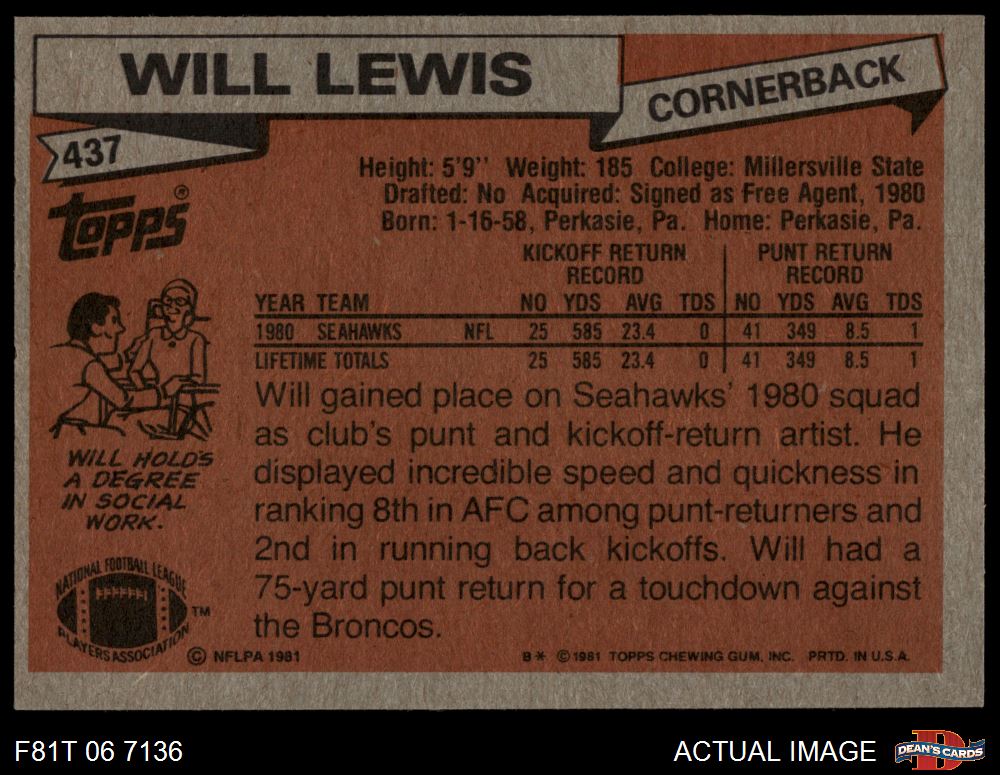 WILL LEWIS
CORNERBACK
437
TOPPS®
Height: 5'9'' Weight: 185 College: Millersville State
Drafted: No Acquired: Signed as Free Agent, 1980
Born: 1-16-58, Perkasie, Pa. Home: Perkasie, Pa.
KICKOFF RETURN RECORD PUNT RETURN RECORD
YEAR TEAM NO YDS AVG TDS NO YDS AVG TDS
1980 SEAHAWKS NFL 25 585 23.4 0 41 349 8.5 1
LIFETIME TOTALS 25 585 23.4 0 41 349 8.5 1
Will gained place on Seahawks' 1980 squad
as club's punt and kickoff-return artist. He
displayed incredible speed and quickness in
ranking 8th in AFC among punt-returners and
2nd in running back kickoffs. Will had a
75-yard punt return for a touchdown against
the Broncos.
WILL HOLDS
A DEGREE
IN SOCIAL
WORK.
NATIONAL FOOTBALL LEAGUE
PLAYERS ASSOCIATION
TM
© NFLPA 1981
B* © 1981 TOPPS CHEWING GUM, INC. PRTD. IN U.S.A.
F81T 06 7136
ACTUAL IMAGE
D
DEAN'S CARDS